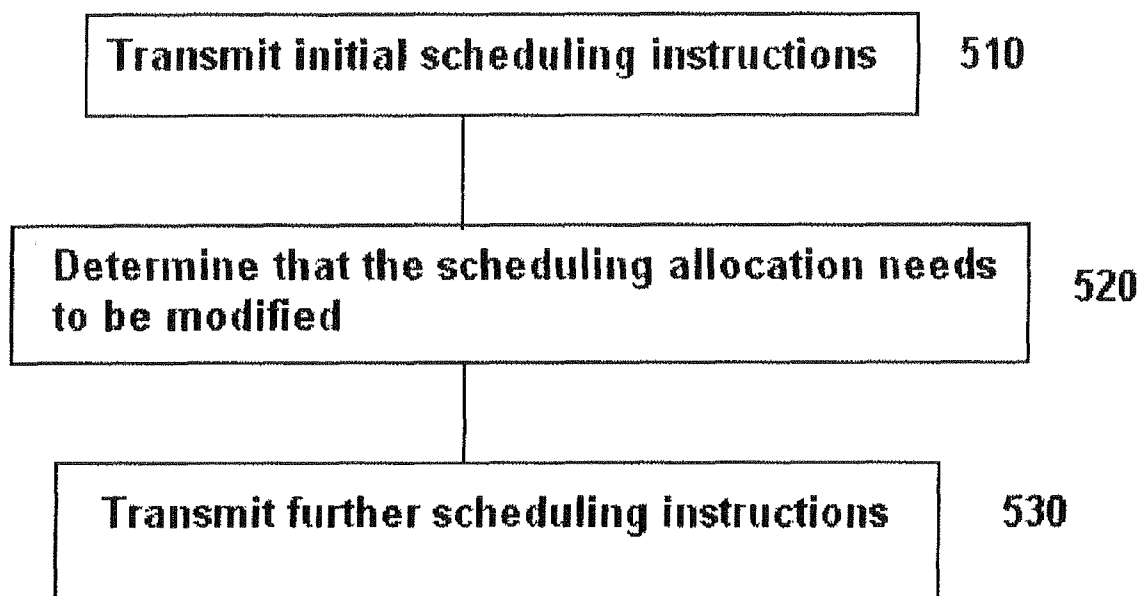 Transmit initial scheduling instructions 510
Determine that the scheduling allocation needs
to be modified
520
Transmit further scheduling instructions 530